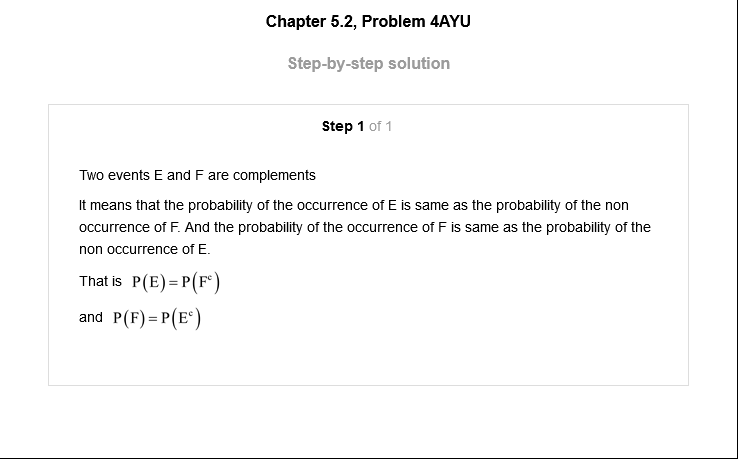 Chapter 5.2, Problem 4AYU
Step-by-step solution
Step 1 of 1
Two events E and F are complements
It means that the probability of the occurrence of E is same as the probability of the non
occurrence of F. And the probability of the occurrence of F is same as the probability of the
non occurrence of E.
That is P(E)=P(Fᶜ)
and P(F)=P(Eᶜ)